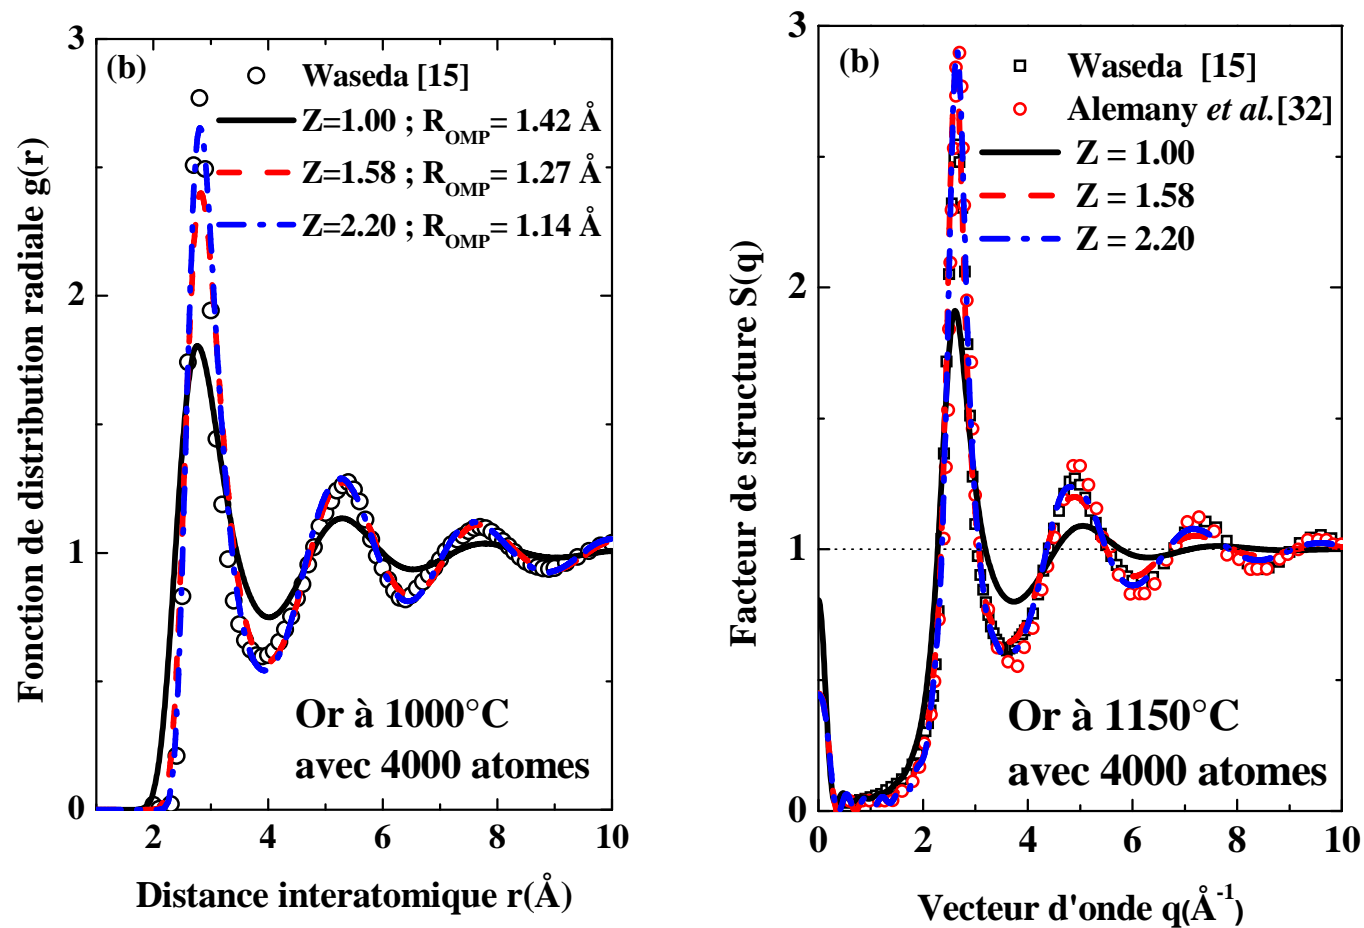 Fonction de distribution radiale g(r)
3
2
1
0
(b)
Waseda [15]
Z=1.00 ; R_OMP= 1.42 Å
Z=1.58 ; R_OMP= 1.27 Å
Z=2.20 ; R_OMP= 1.14 Å
Or à 1000°C
avec 4000 atomes
2 4 6 8 10
Distance interatomique r(Å)
Facteur de structure S(q)
3
2
1
0
(b)
Waseda [15]
Alemany et al.[32]
Z = 1.00
Z = 1.58
Z = 2.20
Or à 1150°C
avec 4000 atomes
0 2 4 6 8 10
Vecteur d'onde q(Å⁻¹)